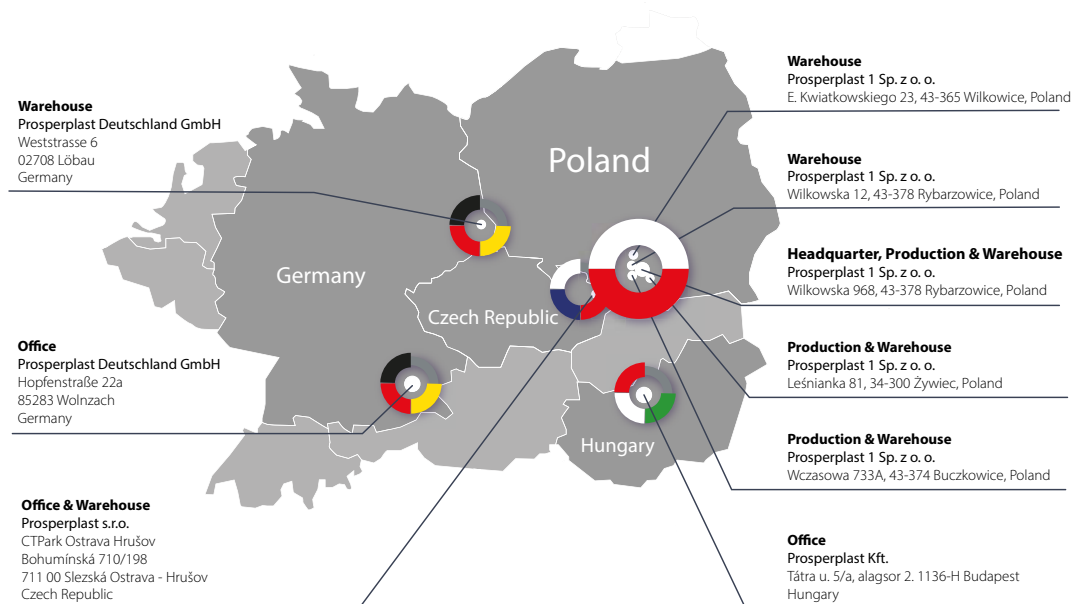 Warehouse
Prosperplast Deutschland GmbH
Weststrasse 6
02708 Löbau
Germany
Office
Prosperplast Deutschland GmbH
Hopfenstraße 22a
85283 Wolnzach
Germany
Office & Warehouse
Prosperplast s.r.o.
CTPark Ostrava Hrušov
Bohumínská 710/198
711 00 Slezská Ostrava - Hrušov
Czech Republic
Poland
Germany
Czech Republic
Hungary
Warehouse
Prosperplast 1 Sp. z o. o.
E. Kwiatkowskiego 23, 43-365 Wilkowice, Poland
Warehouse
Prosperplast 1 Sp. z o. o.
Wilkowska 12, 43-378 Rybarzowice, Poland
Headquarter, Production & Warehouse
Prosperplast 1 Sp. z o. o.
Wilkowska 968, 43-378 Rybarzowice, Poland
Production & Warehouse
Prosperplast 1 Sp. z o. o.
Leśnianka 81, 34-300 Żywiec, Poland
Production & Warehouse
Prosperplast 1 Sp. z o. o.
Wczasowa 733A, 43-374 Buczkowice, Poland
Office
Prosperplast Kft.
Tátra u. 5/a, alagsor 2. 1136-H Budapest
Hungary